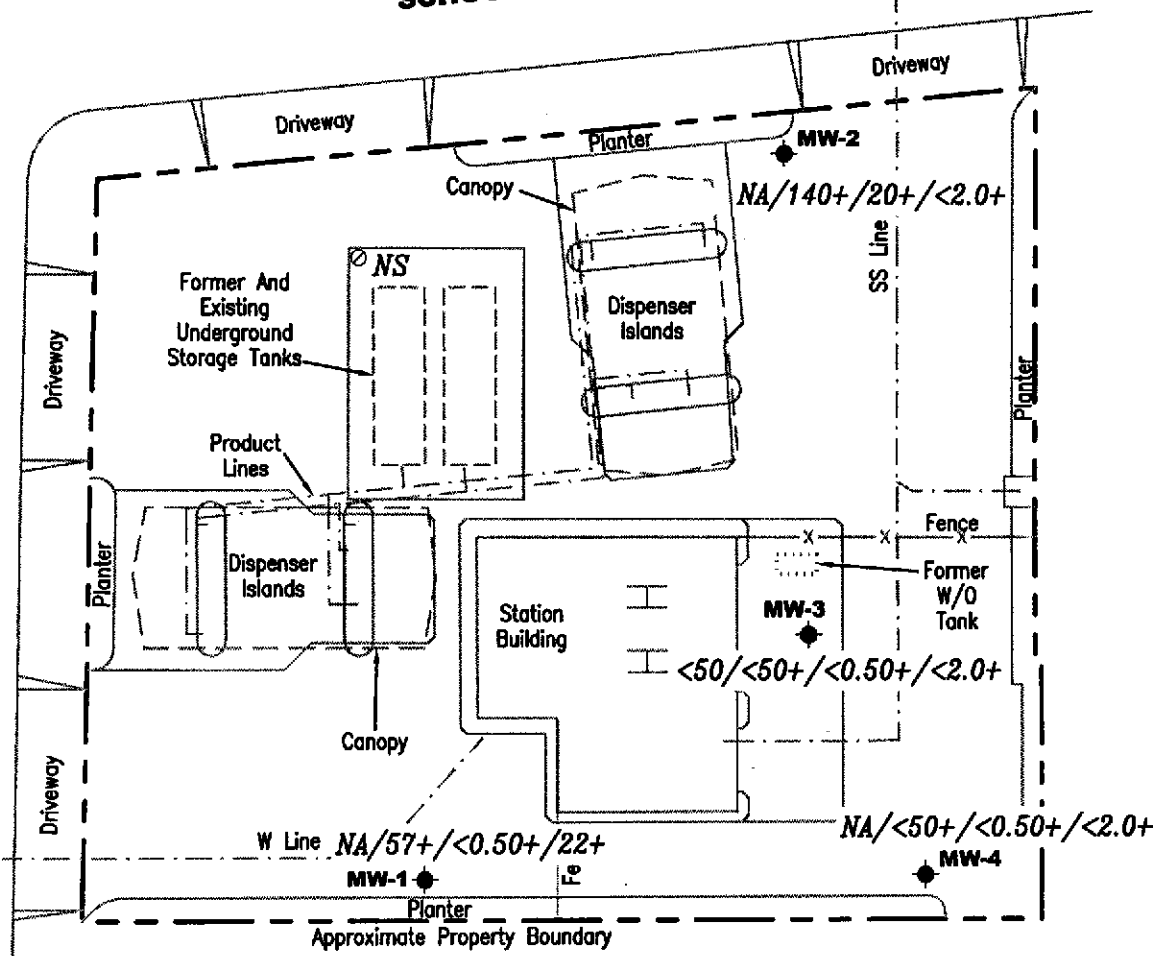 Driveway
Driveway
Planter
MW-2
Canopy
NA/140+/20+/<2.0+
NS
Former And
Existing
Underground
Storage Tanks
Dispenser
Islands
SS Line
Driveway
Planter
Product
Lines
Fence
Planter
Dispenser
Islands
Former
W/O
Tank
Station
Building
MW-3
<50/<50+/<0.50+/<2.0+
Canopy
Driveway
W Line
NA/57+/<0.50+/22+
NA/<50+/<0.50+/<2.0+
MW-1
Fe
MW-4
Planter
Approximate Property Boundary